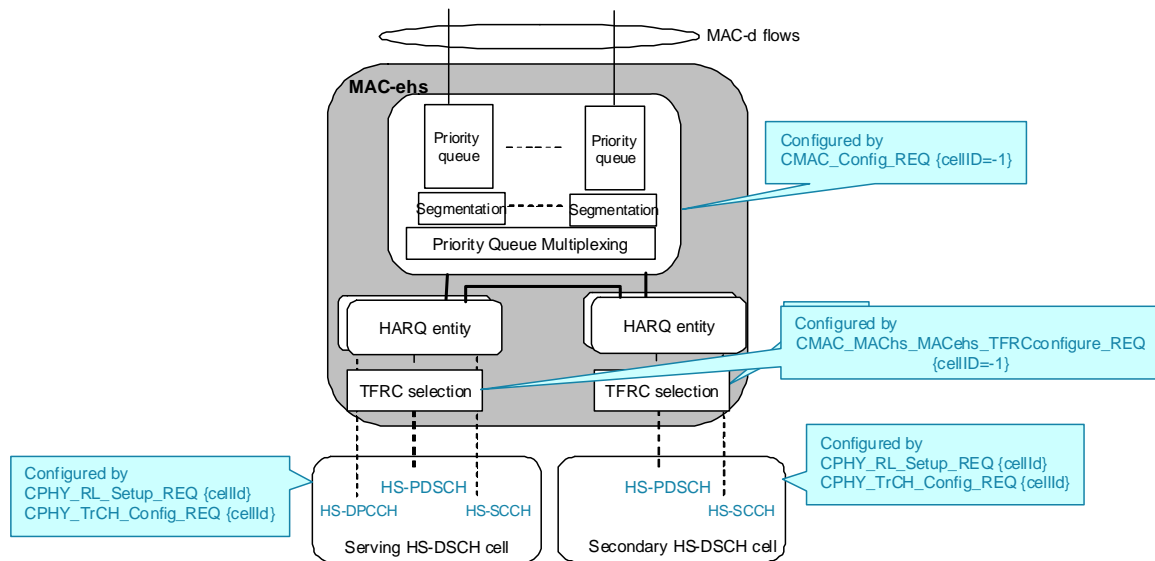 MAC-d flows
MAC-ehs
Priority
queue
Priority
queue
Configured by
CMAC_Config_REQ {cellID=-1}
Segmentation
Segmentation
Priority Queue Multiplexing
HARQ entity
HARQ entity
Configured by
CMAC_MAChs_MACehs_TFRCconfigure_REQ
{cellID=-1}
TFRC selection
TFRC selection
Configured by
CPHY_RL_Setup_REQ {cellId}
CPHY_TrCH_Config_REQ {cellId}
Configured by
CPHY_RL_Setup_REQ {cellId}
CPHY_TrCH_Config_REQ {cellId}
HS-PDSCH
HS-DPCCH
HS-SCCH
Serving HS-DSCH cell
HS-PDSCH
HS-SCCH
Secondary HS-DSCH cell